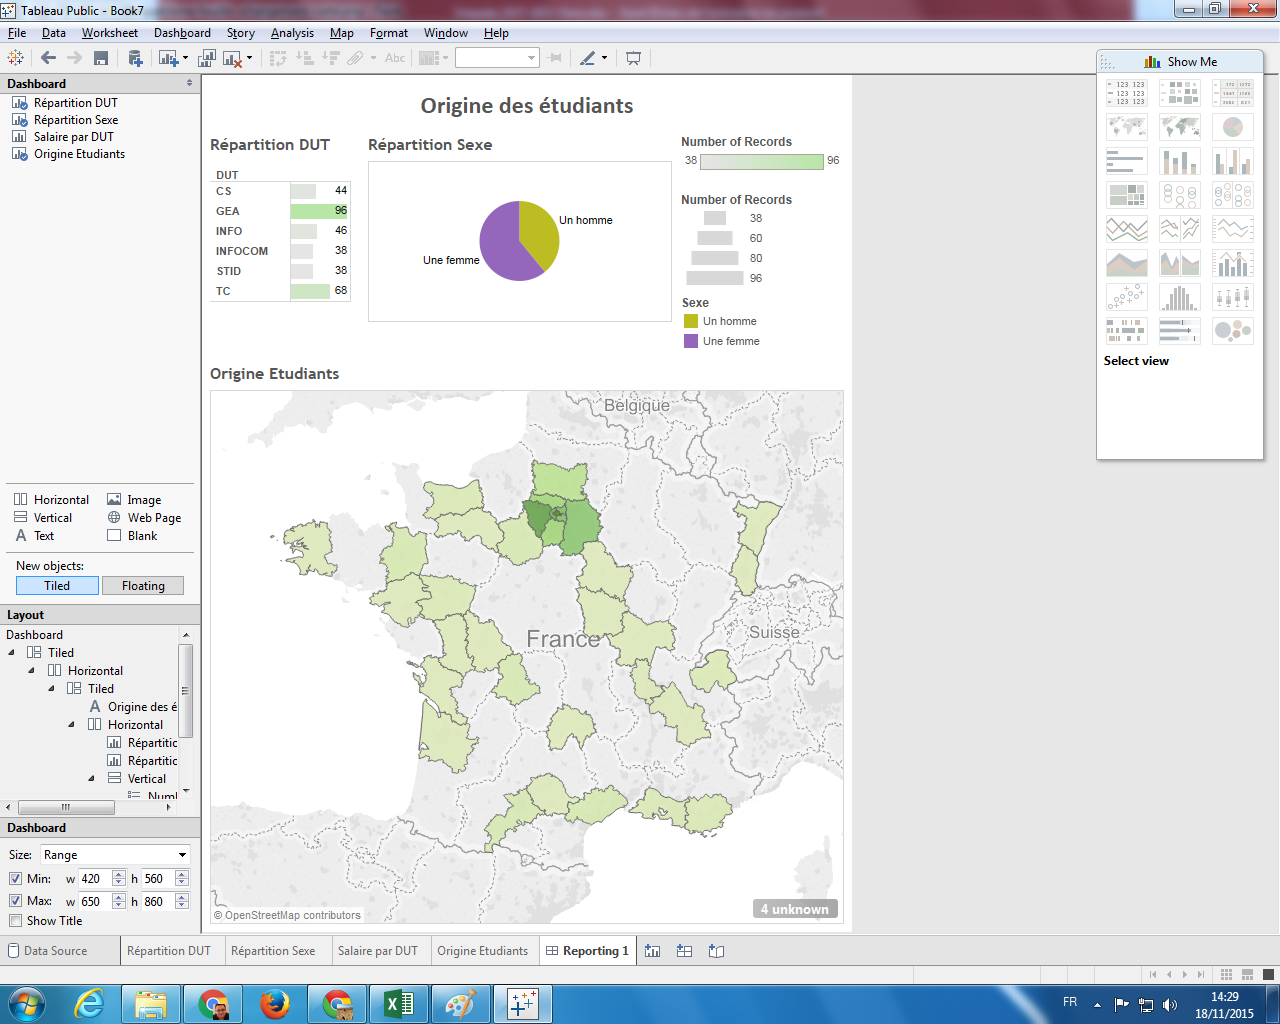 Tableau Public - Book7
File Data Worksheet Dashboard Story Analysis Map Format Window Help
Abc
Show Me
Dashboard
Répartition DUT
Répartition Sexe
Salaire par DUT
Origine Etudiants
Horizontal Image
Vertical Web Page
A Text Blank
New objects:
Tiled Floating
Layout
Dashboard
Tiled
Horizontal
Tiled
A Origine des é
Horizontal
Répartitic
Répartitic
Vertical
Dashboard
Size: Range
Min: w 420 h 560
Max: w 650 h 860
Show Title
Origine des étudiants
Répartition DUT
DUT
CS 44
GEA 96
INFO 46
INFOCOM 38
STID 38
TC 68
Répartition Sexe
Un homme
Une femme
Number of Records
38 96
Number of Records
38
60
80
96
Sexe
Un homme
Une femme
Origine Etudiants
Belgique
France
Suisse
© OpenStreetMap contributors
4 unknown
Select view
Data Source Répartition DUT Répartition Sexe Salaire par DUT Origine Etudiants Reporting 1
FR
14:29
18/11/2015